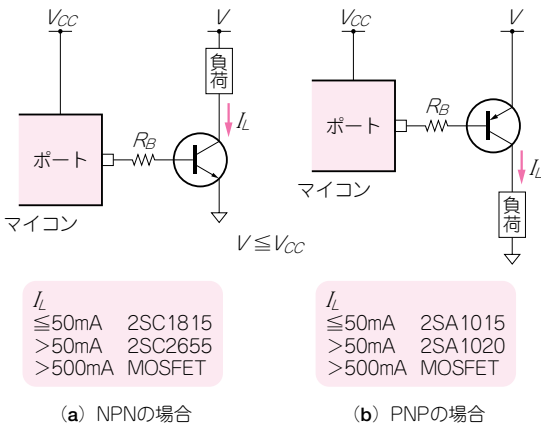 VCC
V
負荷
IL
RB
ポート
マイコン
VCC
V
RB
ポート
マイコン
IL
負荷
V≦VCC
IL
≦50mA 2SC1815
>50mA 2SC2655
>500mA MOSFET
(a) NPNの場合
IL
≦50mA 2SA1015
>50mA 2SA1020
>500mA MOSFET
(b) PNPの場合